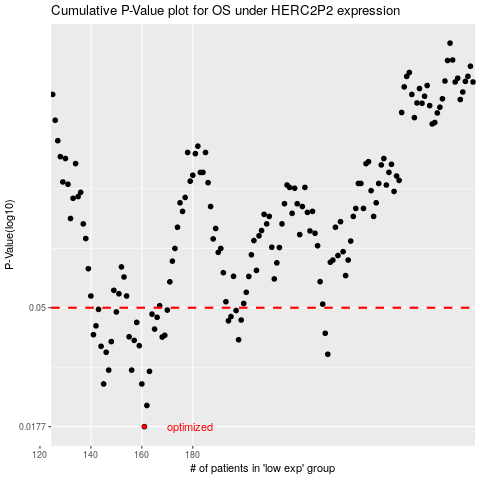 Cumulative P-Value plot for OS under HERC2P2 expression
P-Value(log10)
0.05
0.0177
optimized
120 140 160 180
# of patients in 'low exp' group